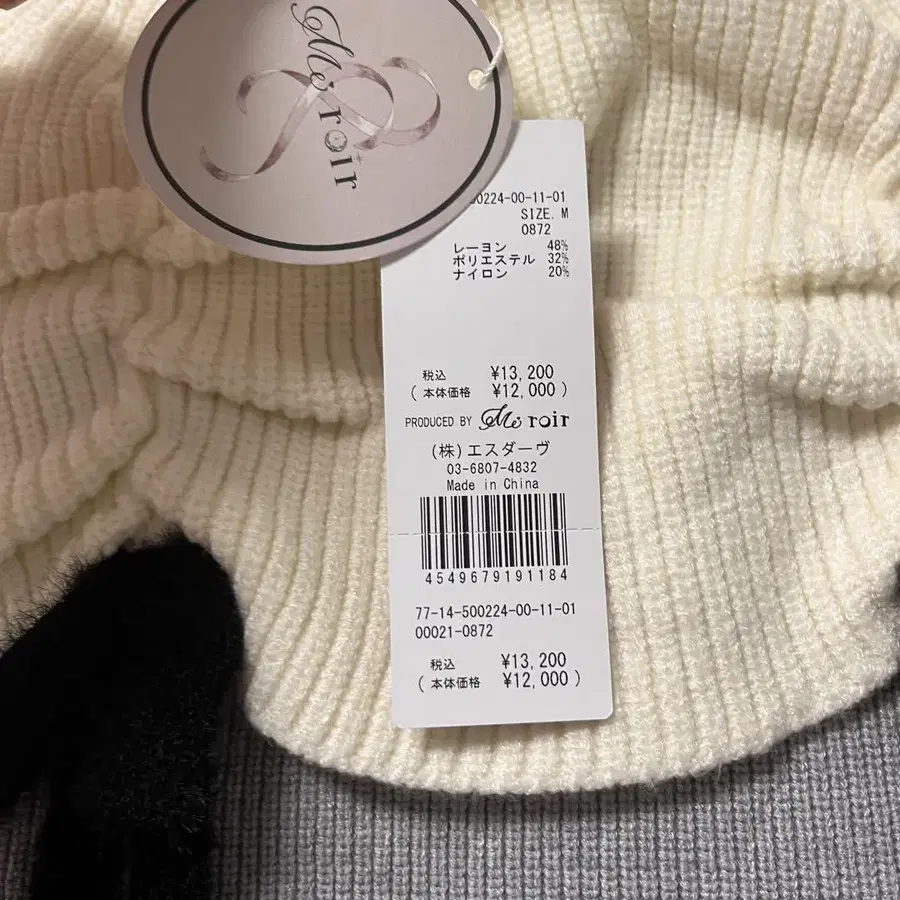 Mi roir
500224-00-11-01
SIZE. M
0872
レーヨン 48%
ポリエステル 32%
ナイロン 20%
税込 ¥13,200
( 本体価格 ¥12,000 )
PRODUCED BY Mi roir
(株)エスダーヴ
03-6807-4832
Made in China
4549679191184
77-14-500224-00-11-01
00021-0872
税込 ¥13,200
( 本体価格 ¥12,000 )